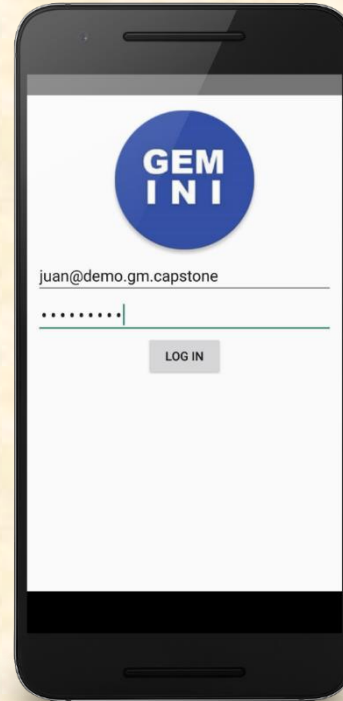 GEM
INI
juan@demo.gm.capstone
•••••••••
LOG IN